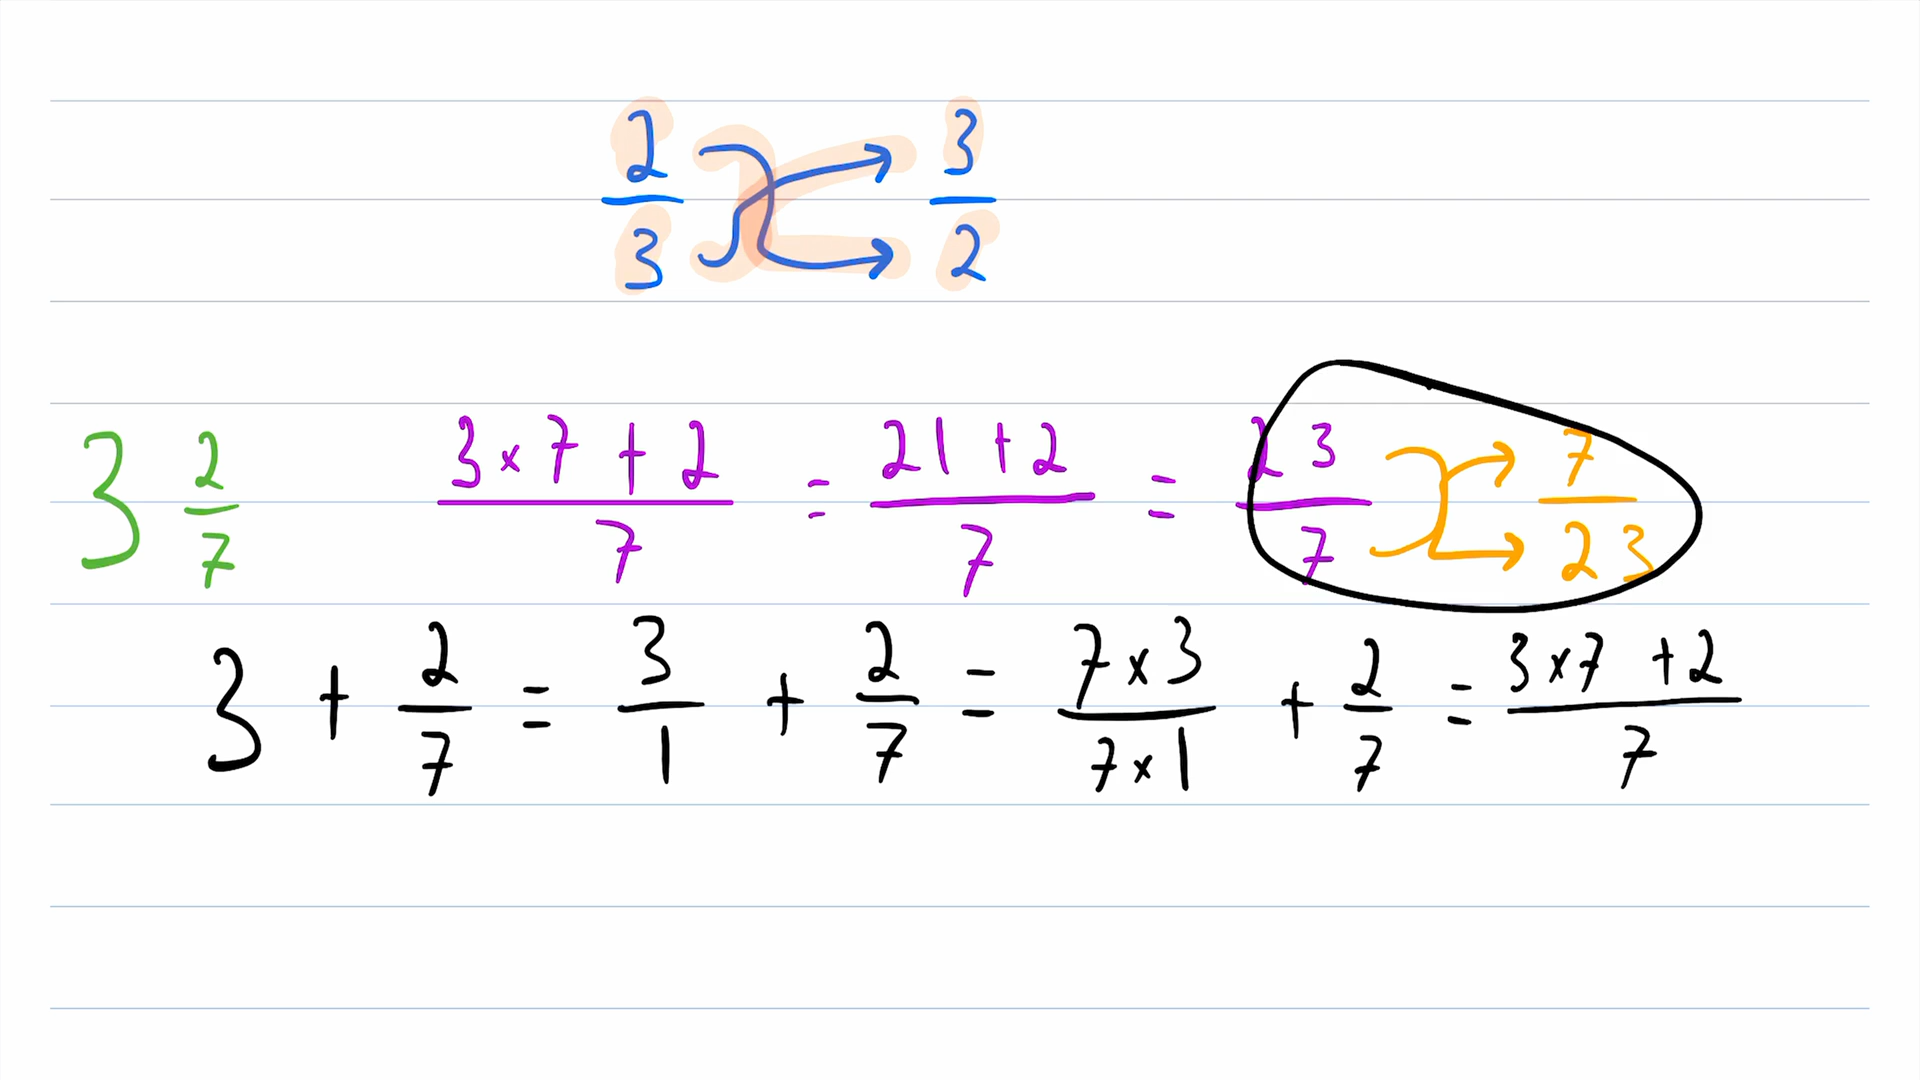 2/3 3/2
3 2/7 (3 × 7 + 2)/7 = (21 + 2)/7 = 23/7 7/23
3 + 2/7 = 3/1 + 2/7 = (7 × 3)/(7 × 1) + 2/7 = (3 × 7 + 2)/7